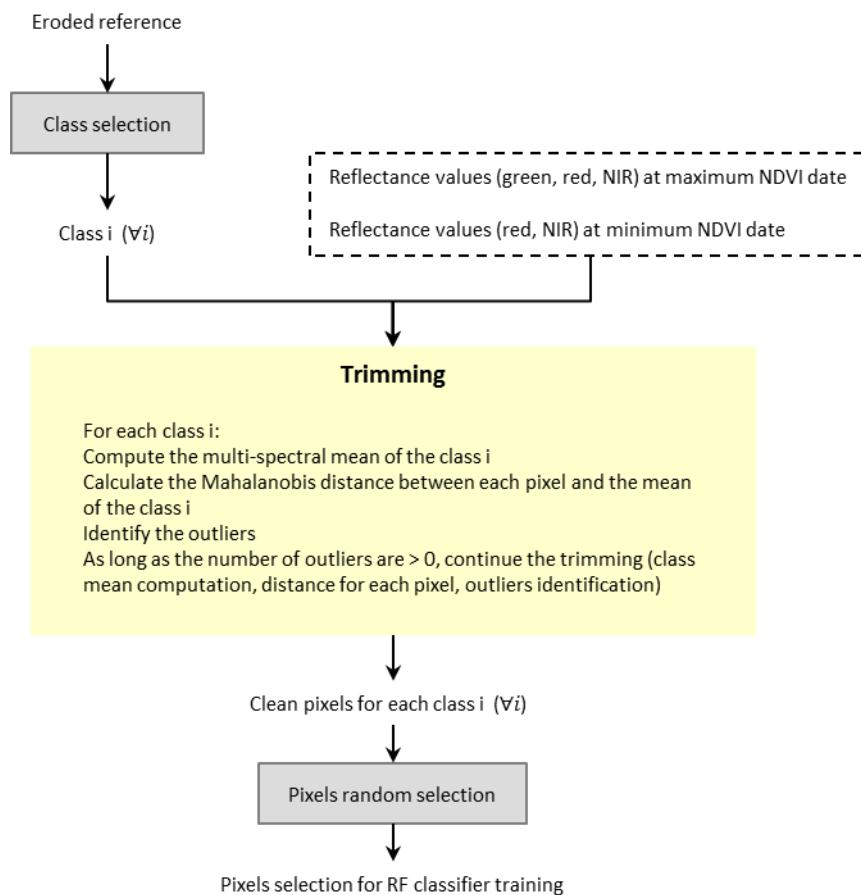 Eroded reference
Class selection
Reflectance values (green, red, NIR) at maximum NDVI date
Reflectance values (red, NIR) at minimum NDVI date
Class i (∀i)
Trimming
For each class i:
Compute the multi-spectral mean of the class i
Calculate the Mahalanobis distance between each pixel and the mean
of the class i
Identify the outliers
As long as the number of outliers are > 0, continue the trimming (class
mean computation, distance for each pixel, outliers identification)
Clean pixels for each class i (∀i)
Pixels random selection
Pixels selection for RF classifier training